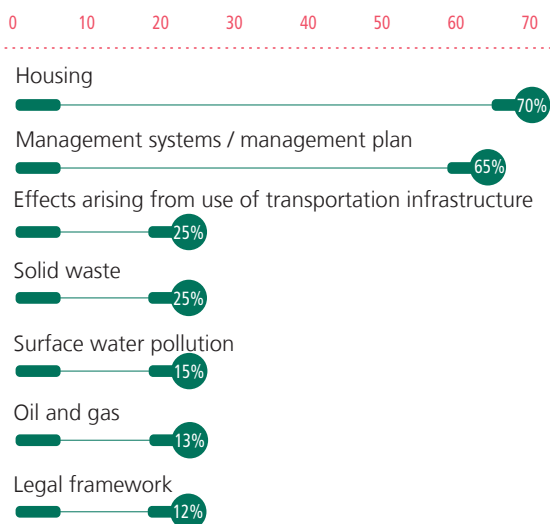 0 10 20 30 40 50 60 70
Housing
70%
Management systems / management plan
65%
Effects arising from use of transportation infrastructure
25%
Solid waste
25%
Surface water pollution
15%
Oil and gas
13%
Legal framework
12%